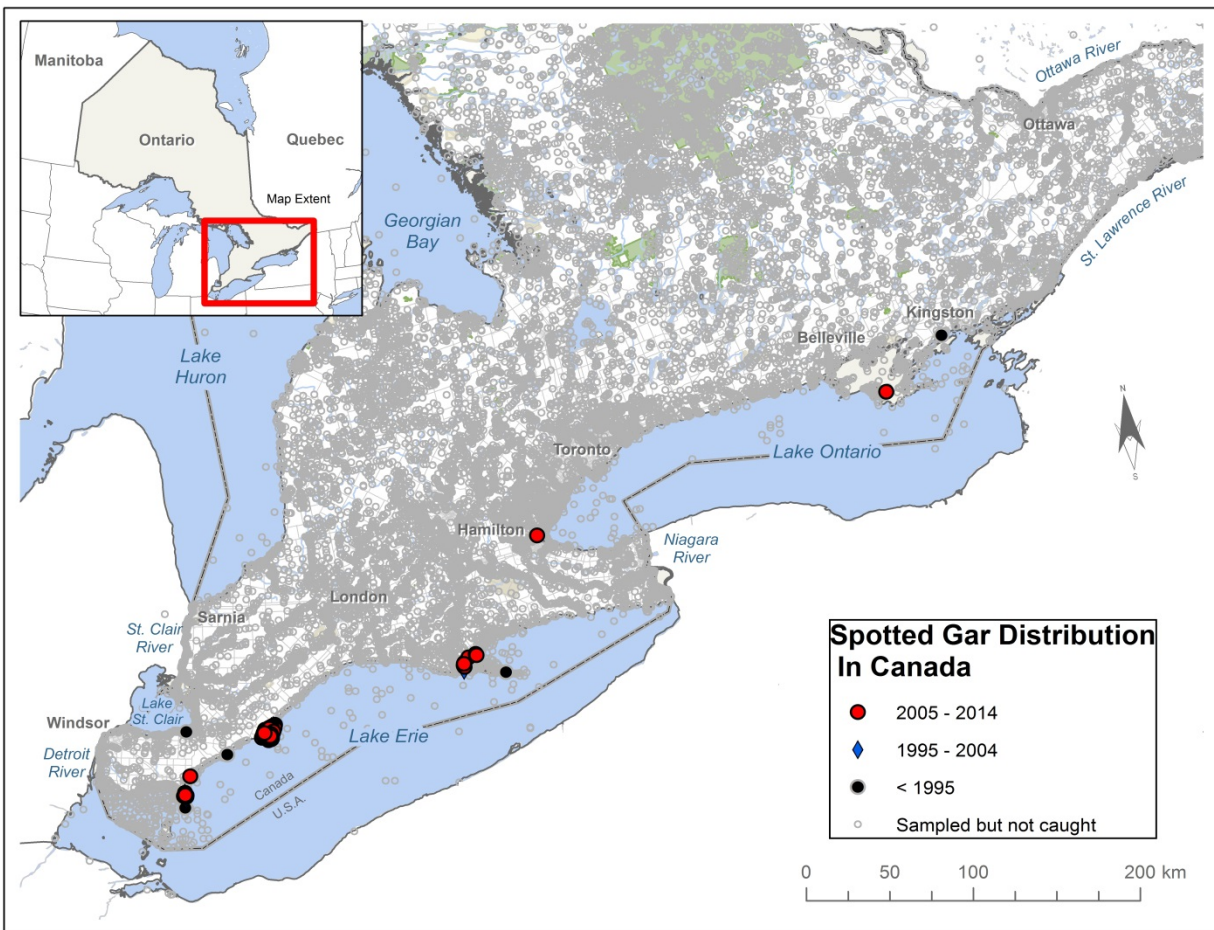 Manitoba
Ontario
Quebec
Map Extent
Ottawa River
Ottawa
St. Lawrence River
Georgian
Bay
Kingston
Belleville
Lake
Huron
Toronto
Lake Ontario
N
S
Hamilton
Niagara
River
London
Sarnia
St. Clair
River
Lake
St. Clair
Windsor
Detroit
River
Lake Erie
Canada
U.S.A.
Spotted Gar Distribution
In Canada
2005 - 2014
1995 - 2004
< 1995
Sampled but not caught
0 50 100 200 km